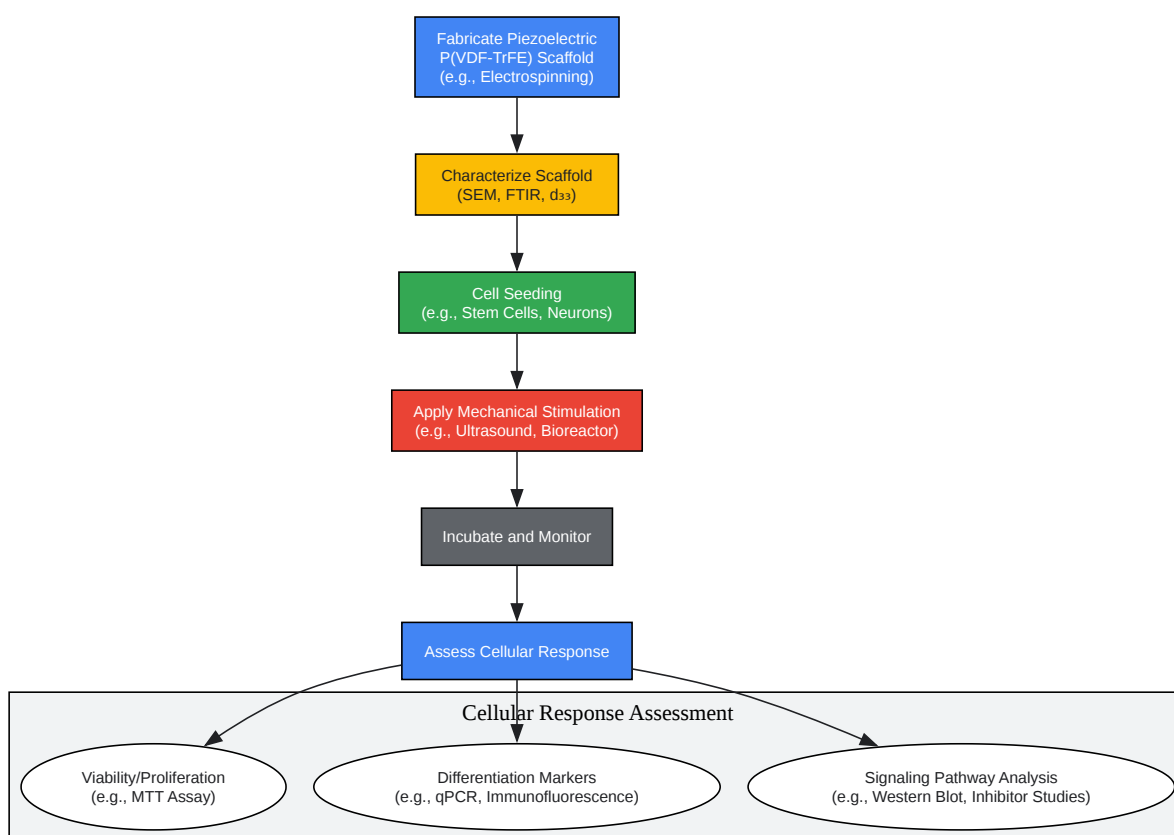 Fabricate Piezoelectric
P(VDF-TrFE) Scaffold
(e.g., Electrospinning)
Characterize Scaffold
(SEM, FTIR, d₃₃)
Cell Seeding
(e.g., Stem Cells, Neurons)
Apply Mechanical Stimulation
(e.g., Ultrasound, Bioreactor)
Incubate and Monitor
Assess Cellular Response
Cellular Response Assessment
Viability/Proliferation
(e.g., MTT Assay)
Differentiation Markers
(e.g., qPCR, Immunofluorescence)
Signaling Pathway Analysis
(e.g., Western Blot, Inhibitor Studies)